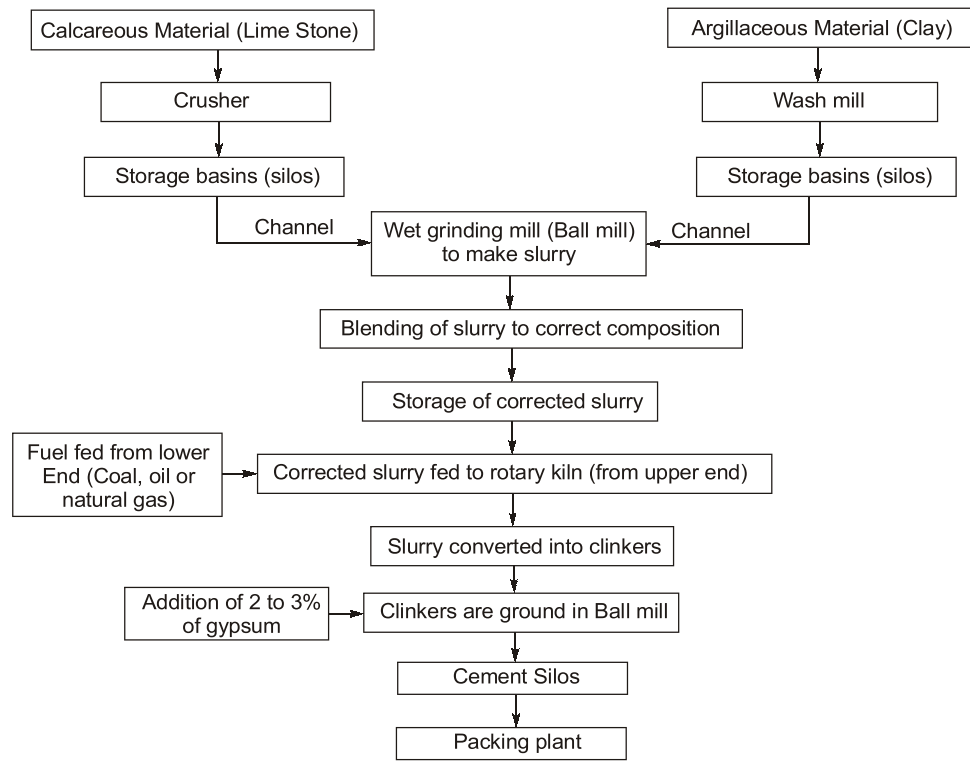 Calcareous Material (Lime Stone)
Argillaceous Material (Clay)
Crusher
Wash mill
Storage basins (silos)
Storage basins (silos)
Channel
Wet grinding mill (Ball mill)
to make slurry
Channel
Blending of slurry to correct composition
Storage of corrected slurry
Fuel fed from lower
End (Coal, oil or
natural gas)
Corrected slurry fed to rotary kiln (from upper end)
Slurry converted into clinkers
Addition of 2 to 3%
of gypsum
Clinkers are ground in Ball mill
Cement Silos
Packing plant